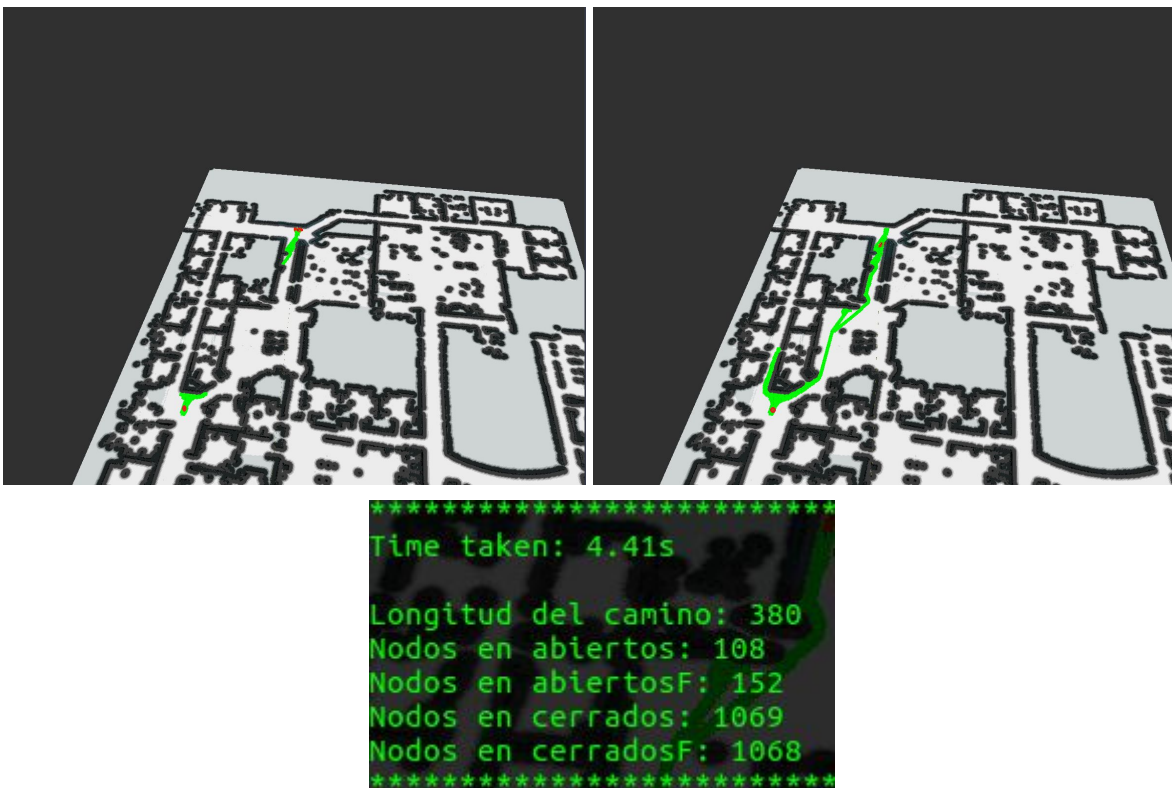 **************************
Time taken: 4.41s
Longitud del camino: 380
Nodos en abiertos: 108
Nodos en abiertosF: 152
Nodos en cerrados: 1069
Nodos en cerradosF: 1068
**************************